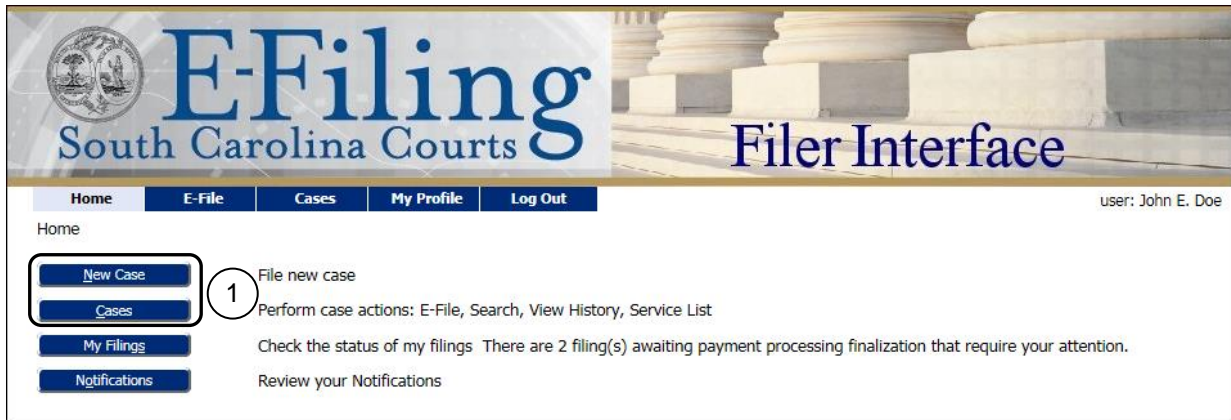 E-Filing
South Carolina Courts
Filer Interface
Home E-File Cases My Profile Log Out user: John E. Doe
Home
New Case File new case
1
Cases Perform case actions: E-File, Search, View History, Service List
My Filings Check the status of my filings There are 2 filing(s) awaiting payment processing finalization that require your attention.
Notifications Review your Notifications